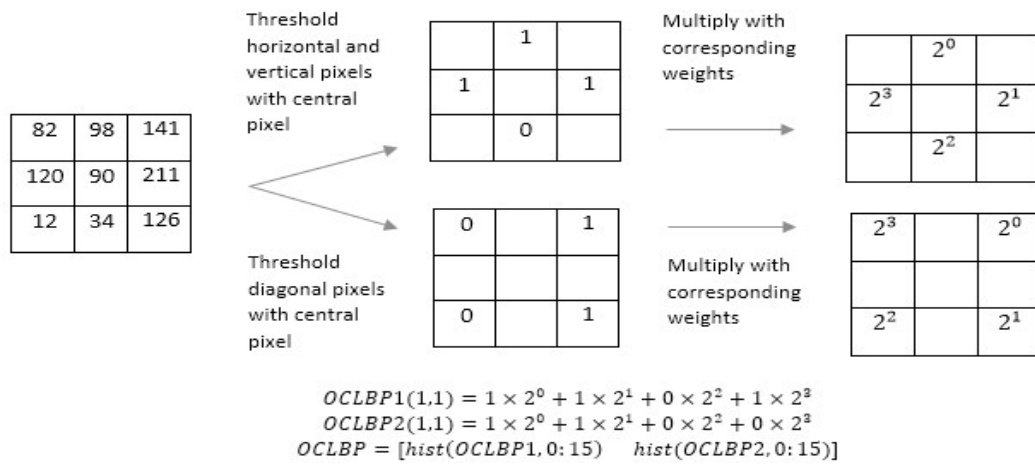 Threshold
horizontal and
vertical pixels
with central
pixel
1
1 1
0
Multiply with
corresponding
weights
2⁰
2³ 2¹
2²
82 98 141
120 90 211
12 34 126
Threshold
diagonal pixels
with central
pixel
0 1
0 1
Multiply with
corresponding
weights
2³ 2⁰
2² 2¹
OCLBP1(1,1) = 1 × 2⁰ + 1 × 2¹ + 0 × 2² + 1 × 2³
OCLBP2(1,1) = 1 × 2⁰ + 1 × 2¹ + 0 × 2² + 0 × 2³
OCLBP = [hist(OCLBP1, 0: 15) hist(OCLBP2, 0: 15)]